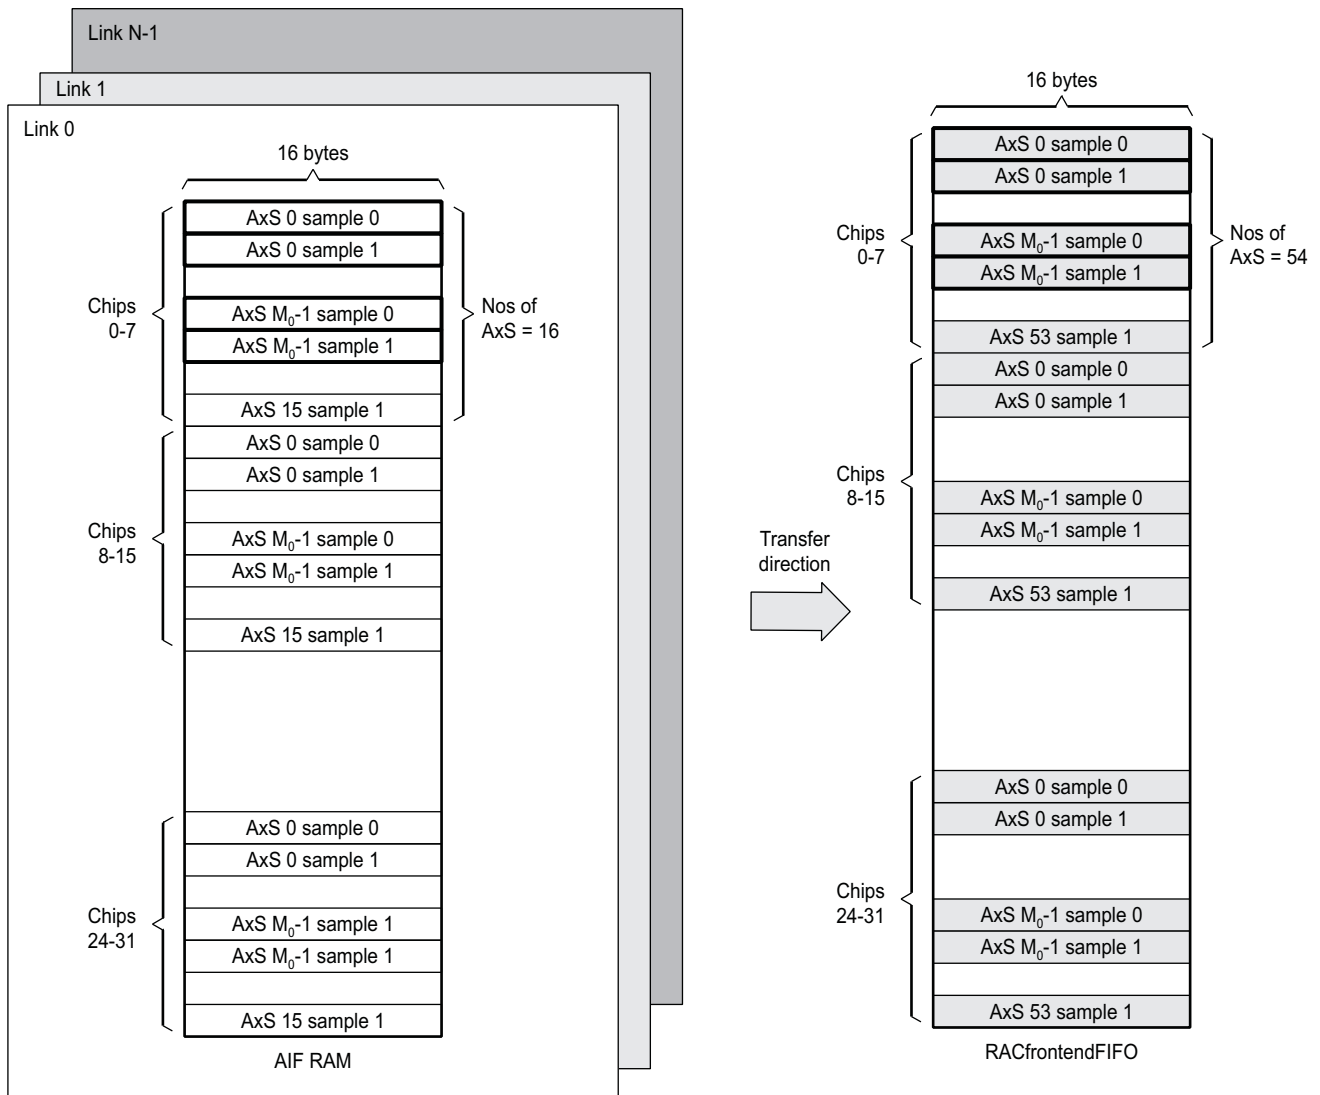 Link N-1
Link 1
Link 0
16 bytes
AxS 0 sample 0
AxS 0 sample 1
AxS M0-1 sample 0
AxS M0-1 sample 1
AxS 15 sample 1
Chips
0-7
Nos of
AxS = 16
AxS 0 sample 0
AxS 0 sample 1
AxS M0-1 sample 0
AxS M0-1 sample 1
AxS 15 sample 1
Chips
8-15
AxS 0 sample 0
AxS 0 sample 1
AxS M0-1 sample 1
AxS M0-1 sample 1
AxS 15 sample 1
Chips
24-31
AIF RAM
Transfer
direction
16 bytes
AxS 0 sample 0
AxS 0 sample 1
AxS M0-1 sample 0
AxS M0-1 sample 1
AxS 53 sample 1
Chips
0-7
Nos of
AxS = 54
AxS 0 sample 0
AxS 0 sample 1
AxS M0-1 sample 0
AxS M0-1 sample 1
AxS 53 sample 1
Chips
8-15
AxS 0 sample 0
AxS 0 sample 1
AxS M0-1 sample 0
AxS M0-1 sample 1
AxS 53 sample 1
Chips
24-31
RACfrontendFIFO